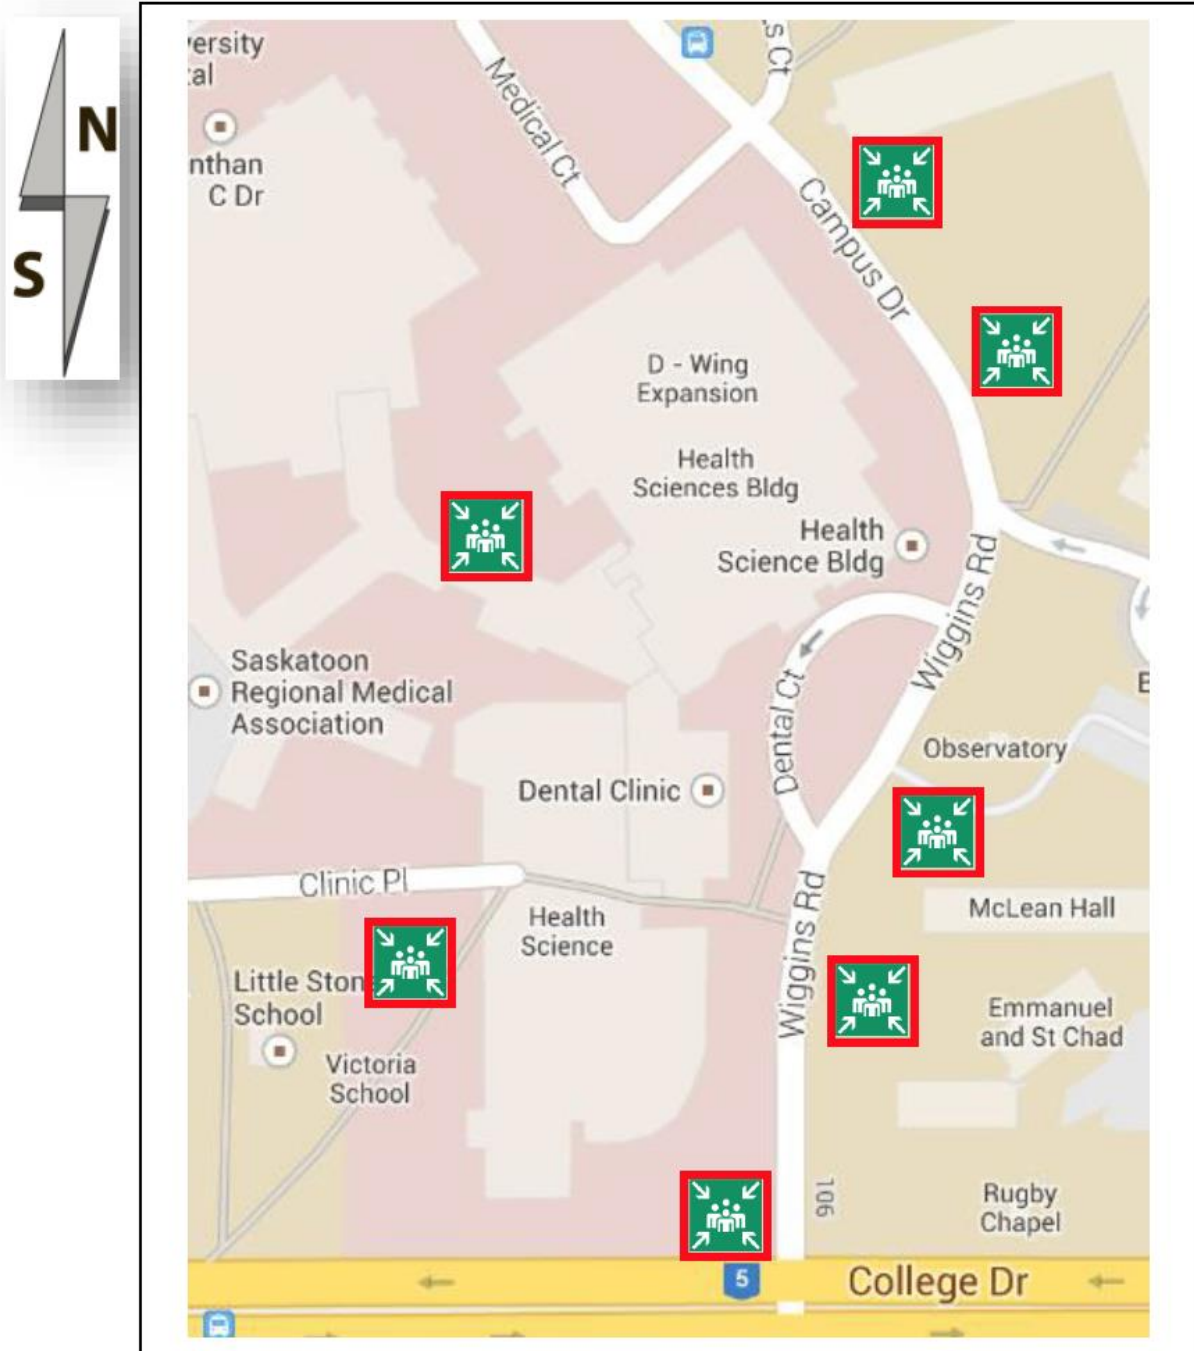 N
S
versity
tal
s Ct
Medical Ct
nthan
C Dr
Campus Dr
D - Wing
Expansion
Health
Sciences Bldg
Health
Science Bldg
Wiggins Rd
Saskatoon
Regional Medical
Association
Dental Ct
Observatory
Dental Clinic
Clinic Pl
Wiggins Rd
McLean Hall
Health
Science
Little Ston
School
Emmanuel
and St Chad
Victoria
School
106
Rugby
Chapel
5
College Dr